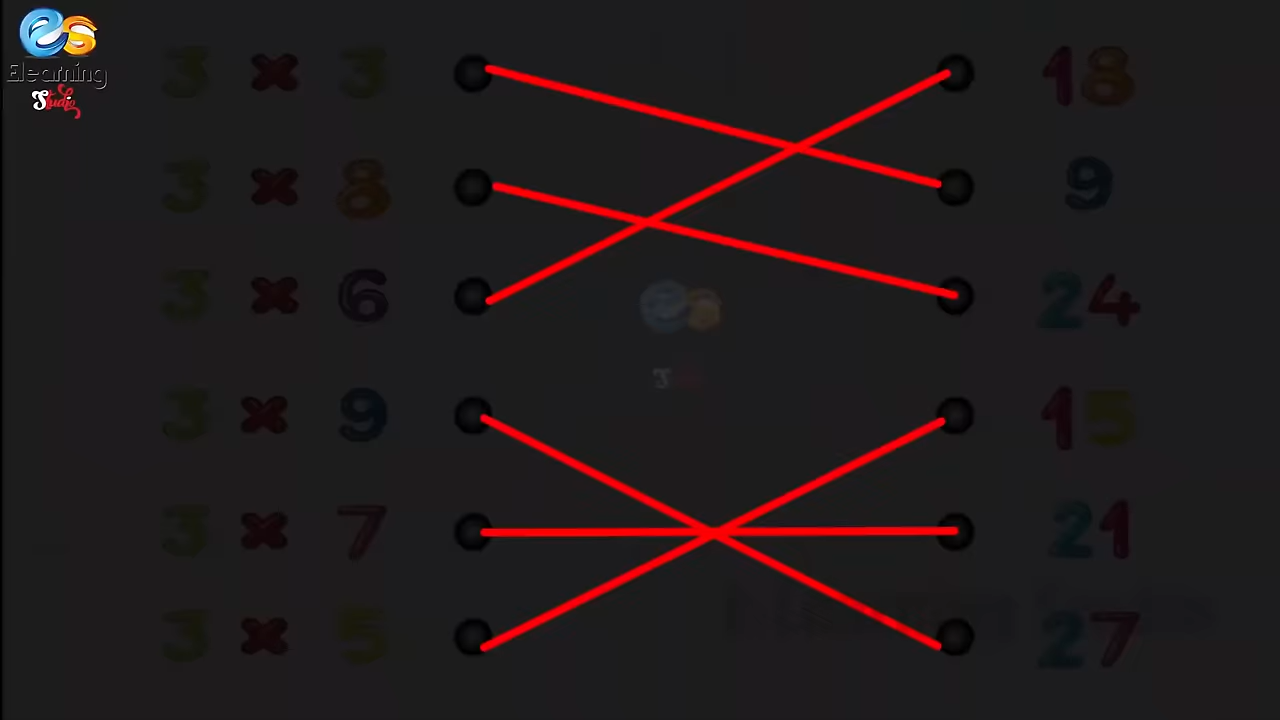 es
Elearning
Studio
3 × 3 18
3 × 8 9
3 × 6 24
3 × 9 15
3 × 7 21
3 × 5 27